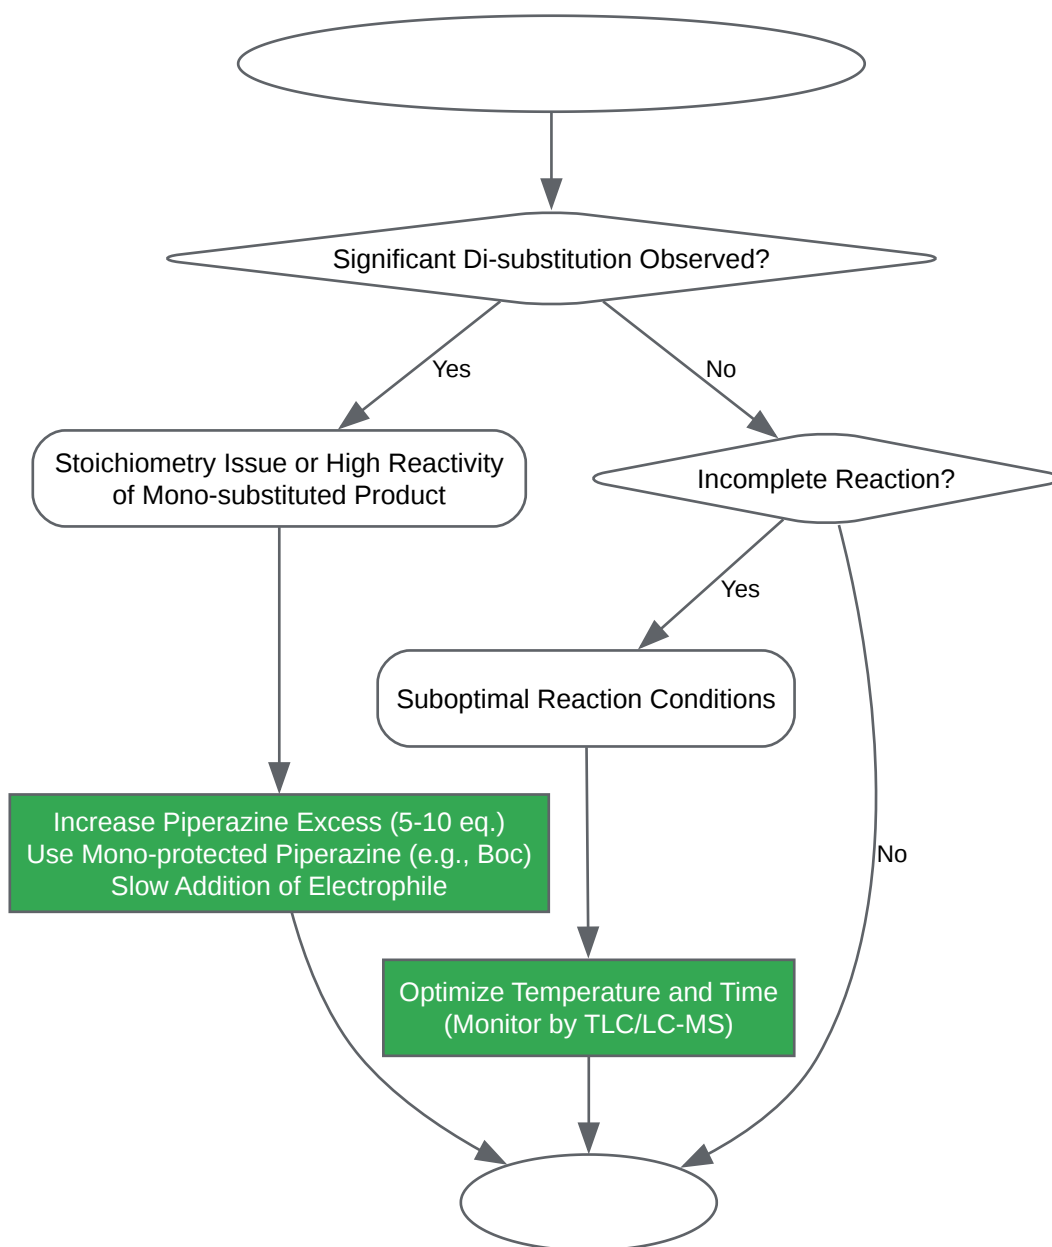 Significant Di-substitution Observed?
Yes
No
Stoichiometry Issue or High Reactivity
of Mono-substituted Product
Incomplete Reaction?
Yes
Suboptimal Reaction Conditions
Increase Piperazine Excess (5-10 eq.)
Use Mono-protected Piperazine (e.g., Boc)
Slow Addition of Electrophile
No
Optimize Temperature and Time
(Monitor by TLC/LC-MS)